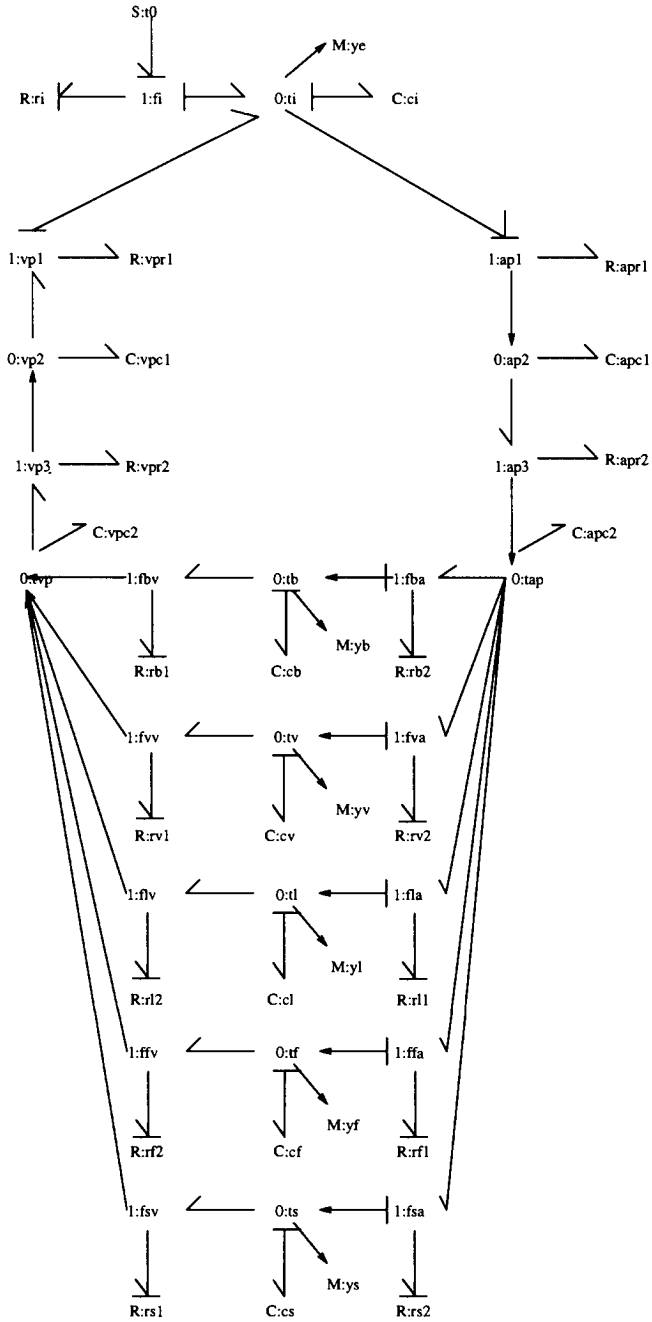 S:t0
M:ye
R:ri 1:fi 0:ti C:ci
1:vp1 R:vpr1 1:ap1 R:apr1
0:vp2 C:vpc1 0:ap2 C:apc1
1:vp3 R:vpr2 1:ap3 R:apr2
C:vpc2 C:apc2
0:tvp 1:fbv 0:tb 1:fba 0:tap
M:yb
R:rb1 C:cb R:rb2
1:fvv 0:tv 1:fva
M:yv
R:rv1 C:cv R:rv2
1:flv 0:tl 1:fla
M:yl
R:rl2 C:cl R:rl1
1:ffv 0:tf 1:ffa
M:yf
R:rf2 C:cf R:rf1
1:fsv 0:ts 1:fsa
M:ys
R:rs1 C:cs R:rs2